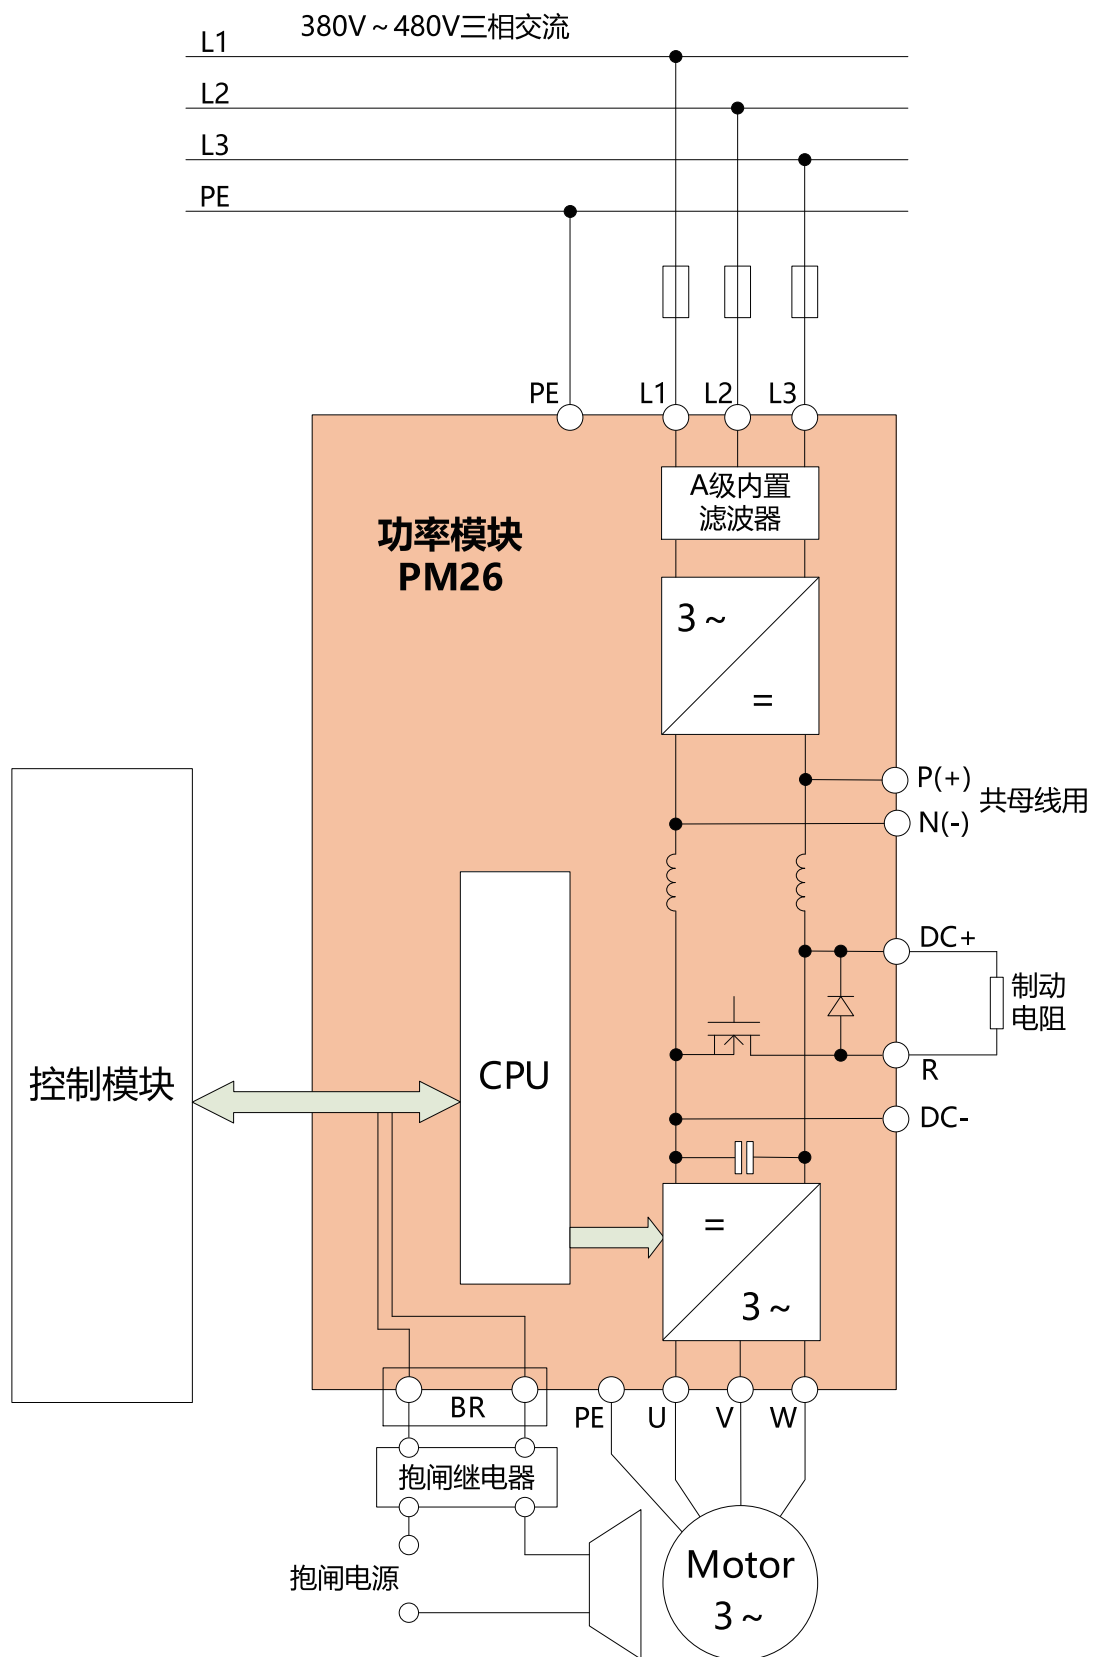 380V～480V三相交流
L1
L2
L3
PE
PE
L1
L2
L3
A级内置
滤波器
功率模块
PM26
3～
=
P(+)
N(-)
共母线用
DC+
制动
电阻
R
DC-
CPU
控制模块
=
3～
BR
PE
U
V
W
抱闸继电器
抱闸电源
Motor
3～